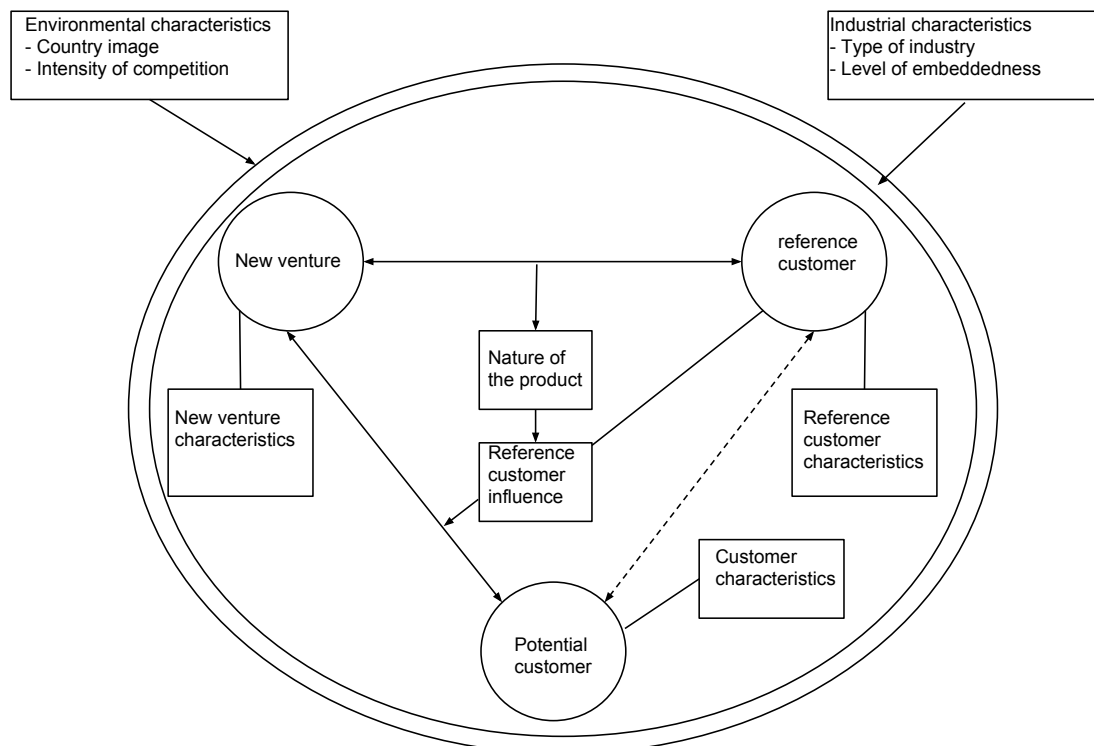 Environmental characteristics
- Country image
- Intensity of competition
Industrial characteristics
- Type of industry
- Level of embeddedness
New venture
reference
customer
Nature of
the product
New venture
characteristics
Reference
customer
influence
Reference
customer
characteristics
Customer
characteristics
Potential
customer